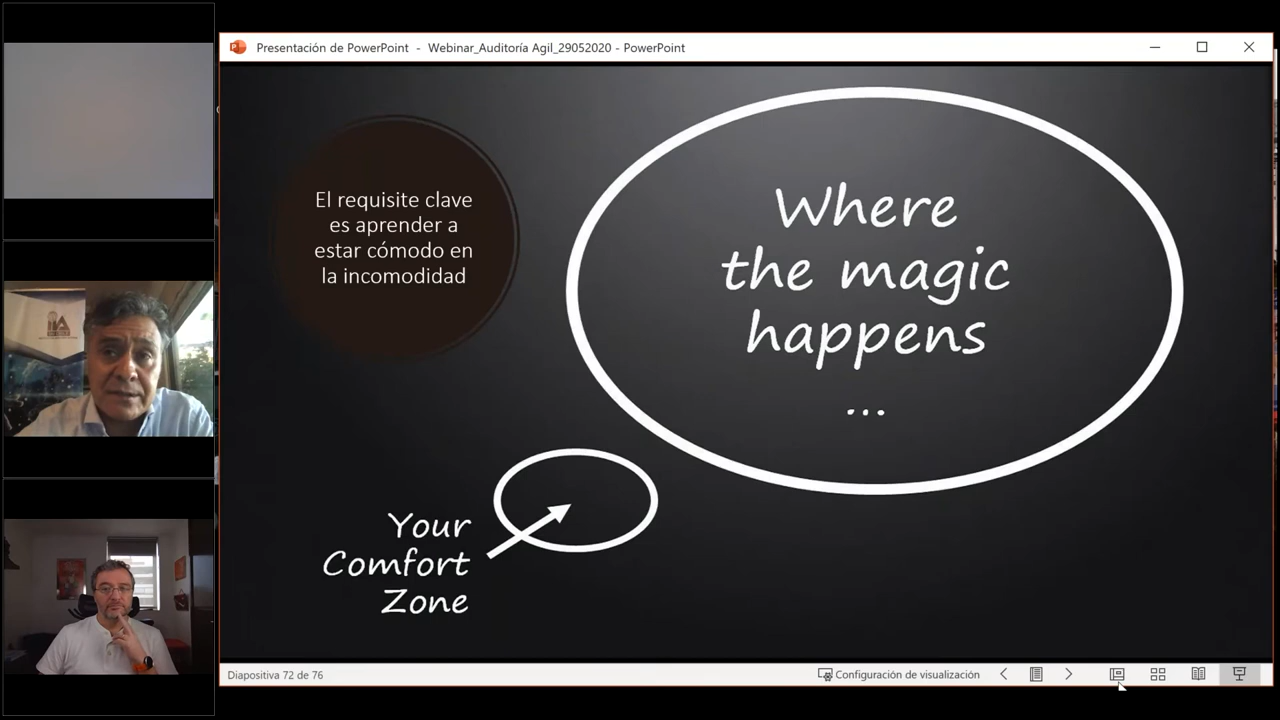 Presentación de PowerPoint - Webinar_Auditoría Agil_29052020 - PowerPoint
El requisite clave
es aprender a
estar cómodo en
la incomodidad
Where
the magic
happens
...
Your
Comfort
Zone
IIA
Diapositiva 72 de 76
Configuración de visualización